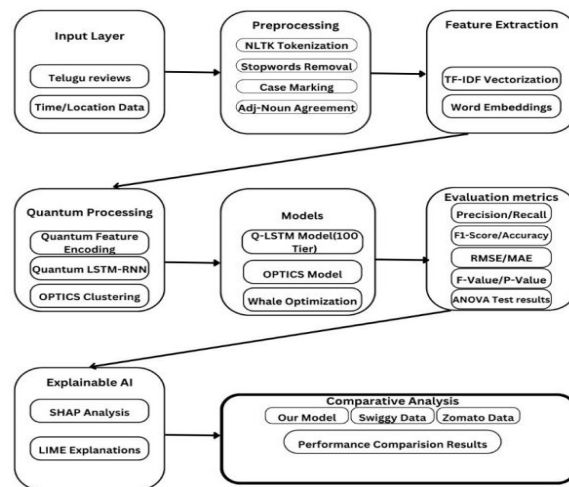 Input Layer
Telugu reviews
Time/Location Data
Preprocessing
NLTK Tokenization
Stopwords Removal
Case Marking
Adj-Noun Agreement
Feature Extraction
TF-IDF Vectorization
Word Embeddings
Quantum Processing
Quantum Feature
Encoding
Quantum LSTM-RNN
OPTICS Clustering
Models
Q-LSTM Model(100
Tier)
OPTICS Model
Whale Optimization
Evaluation metrics
Precision/Recall
F1-Score/Accuracy
RMSE/MAE
F-Value/P-Value
ANOVA Test results
Explainable AI
SHAP Analysis
LIME Explanations
Comparative Analysis
Our Model Swiggy Data Zomato Data
Performance Comparision Results